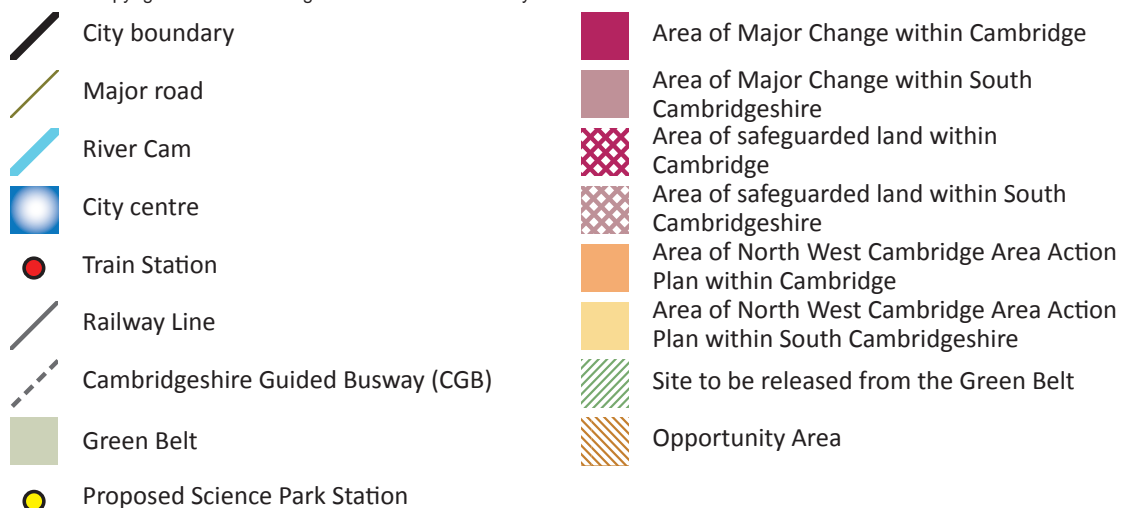 City boundary
Major road
River Cam
City centre
Train Station
Railway Line
Cambridgeshire Guided Busway (CGB)
Green Belt
Proposed Science Park Station
Area of Major Change within Cambridge
Area of Major Change within South
Cambridgeshire
Area of safeguarded land within
Cambridge
Area of safeguarded land within South
Cambridgeshire
Area of North West Cambridge Area Action
Plan within Cambridge
Area of North West Cambridge Area Action
Plan within South Cambridgeshire
Site to be released from the Green Belt
Opportunity Area